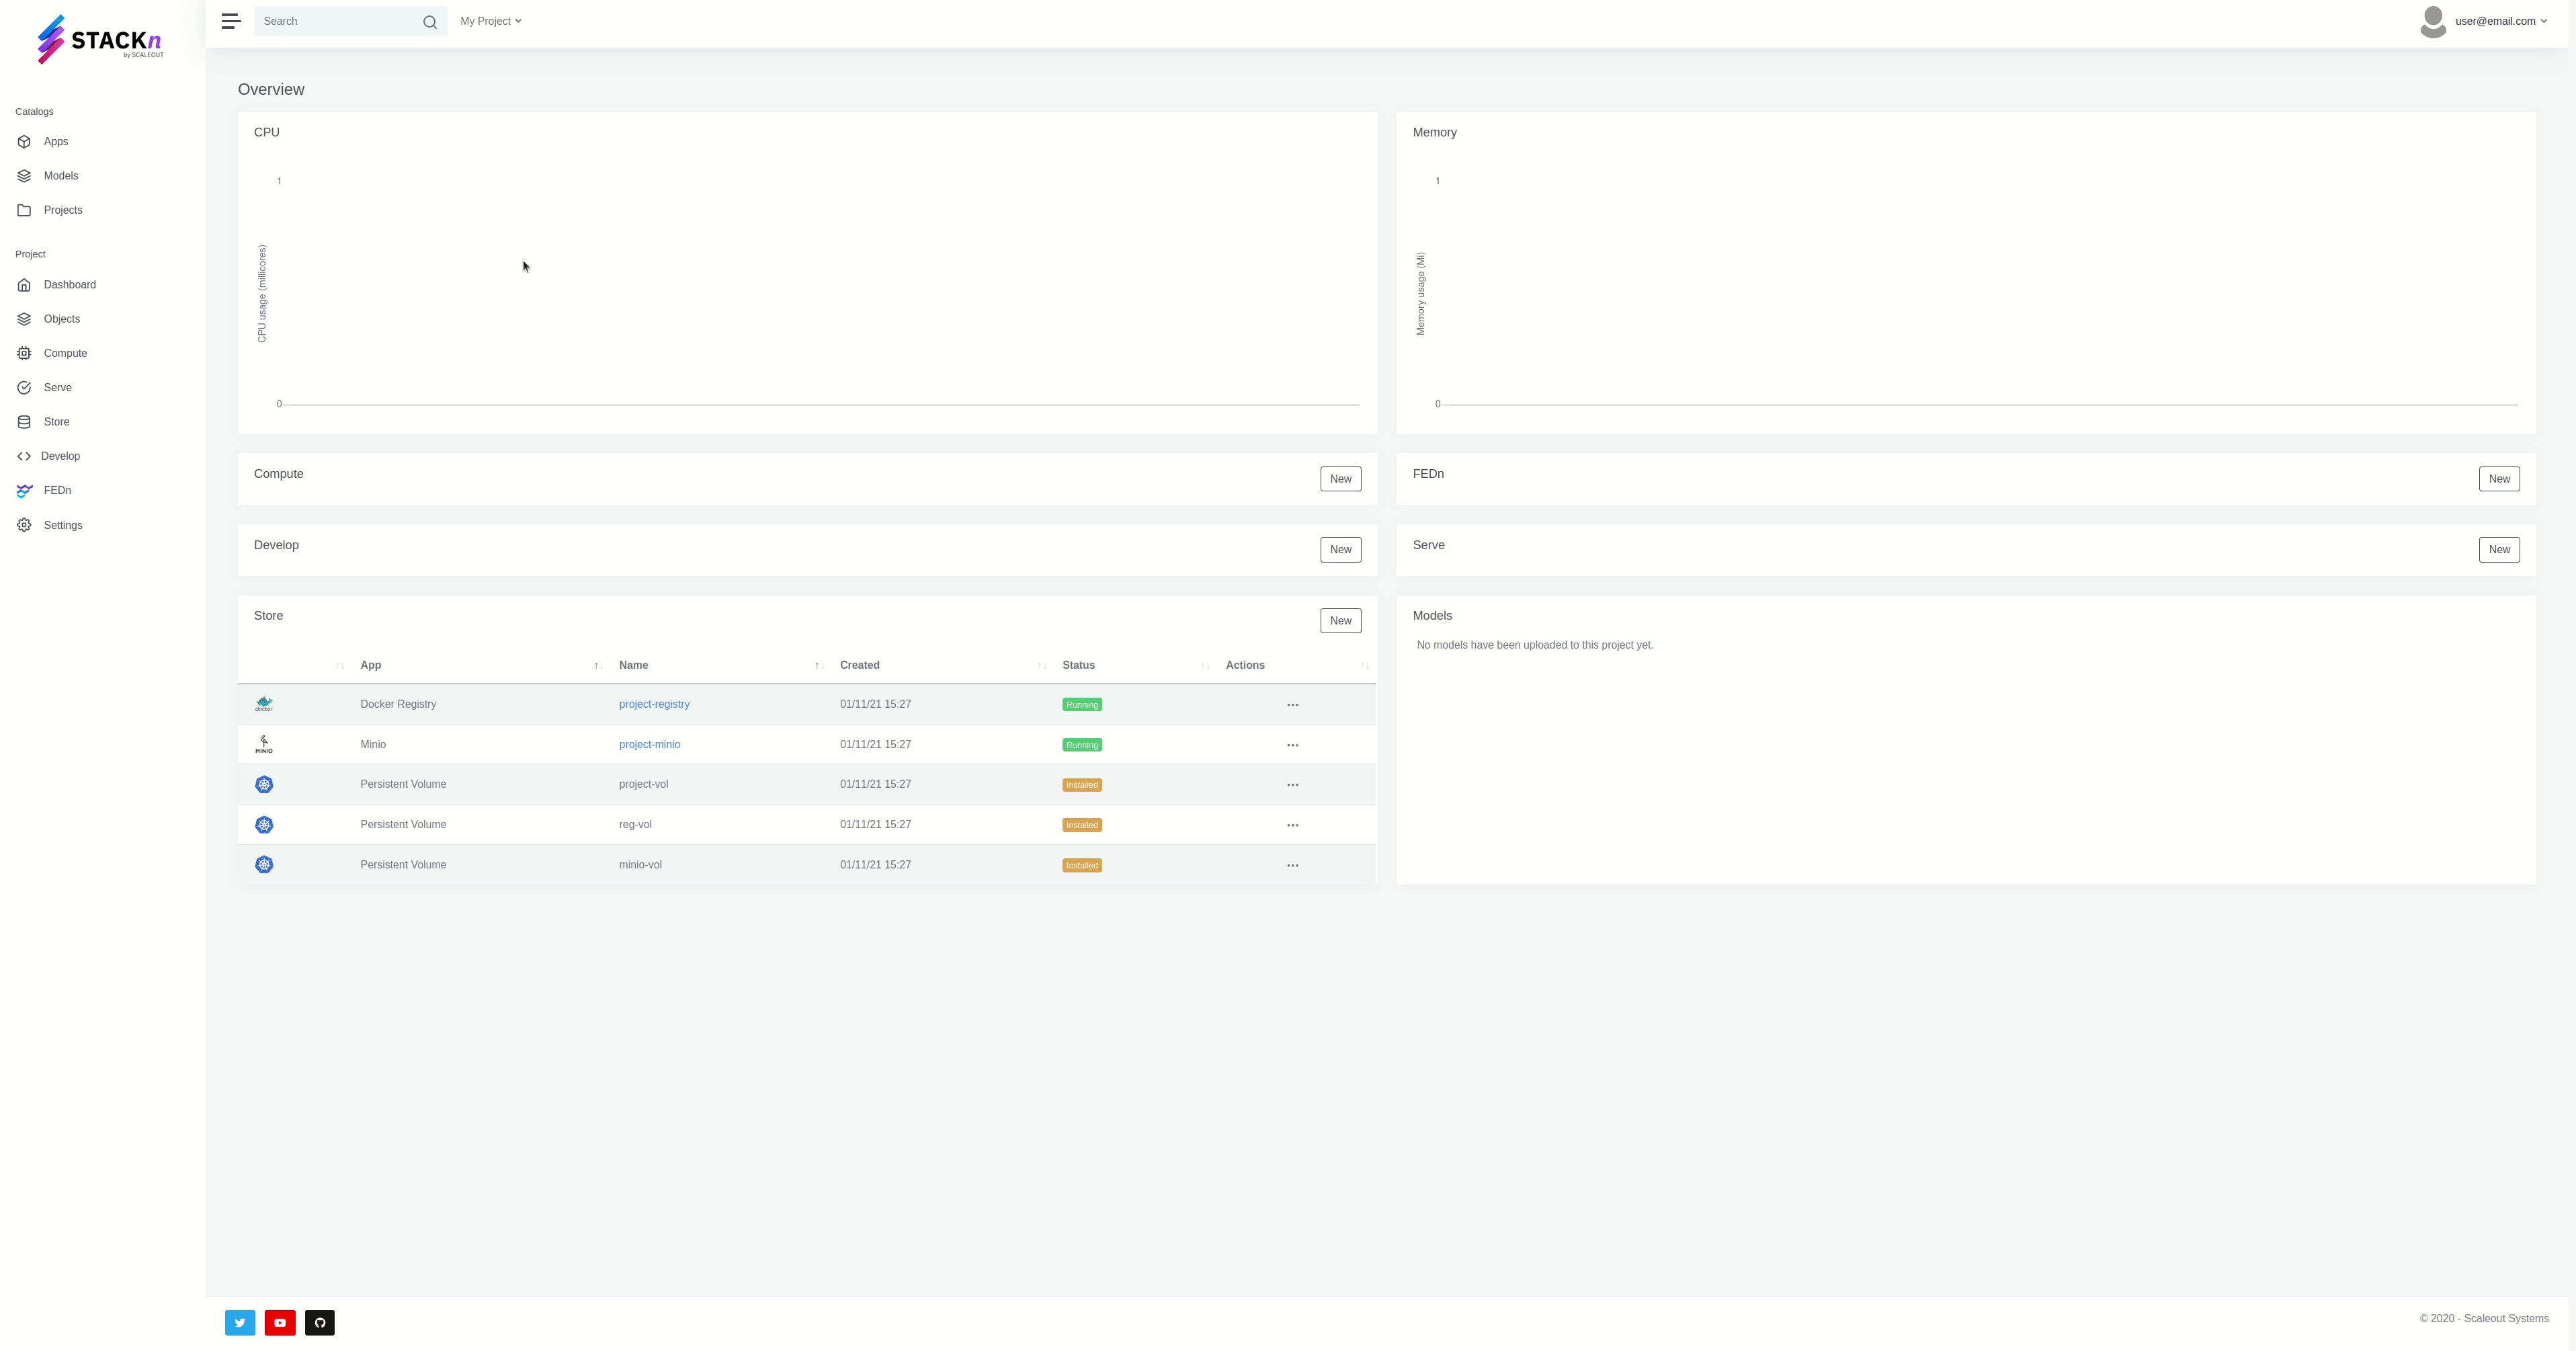 STACKn
by SCALEOUT
Search
My Project
user@email.com
Catalogs
Apps
Models
Projects
Project
Dashboard
Objects
Compute
Serve
Store
Develop
FEDn
Settings
Overview
CPU
1
CPU usage (millicores)
0
Memory
1
Memory usage (Mi)
0
Compute
New
FEDn
New
Develop
New
Serve
New
Store
New
App Name Created Status Actions
docker Docker Registry project-registry 01/11/21 15:27 Running
MINIO Minio project-minio 01/11/21 15:27 Running
Persistent Volume project-vol 01/11/21 15:27 Installed
Persistent Volume reg-vol 01/11/21 15:27 Installed
Persistent Volume minio-vol 01/11/21 15:27 Installed
Models
No models have been uploaded to this project yet.
© 2020 - Scaleout Systems